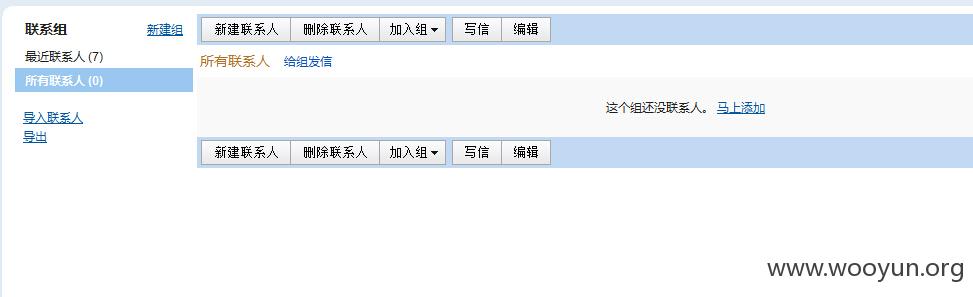 联系组 新建组
最近联系人 (7)
所有联系人 (0)
导入联系人
导出
新建联系人 删除联系人 加入组 写信 编辑
所有联系人 给组发信
这个组还没联系人。 马上添加
新建联系人 删除联系人 加入组 写信 编辑
www.wooyun.org